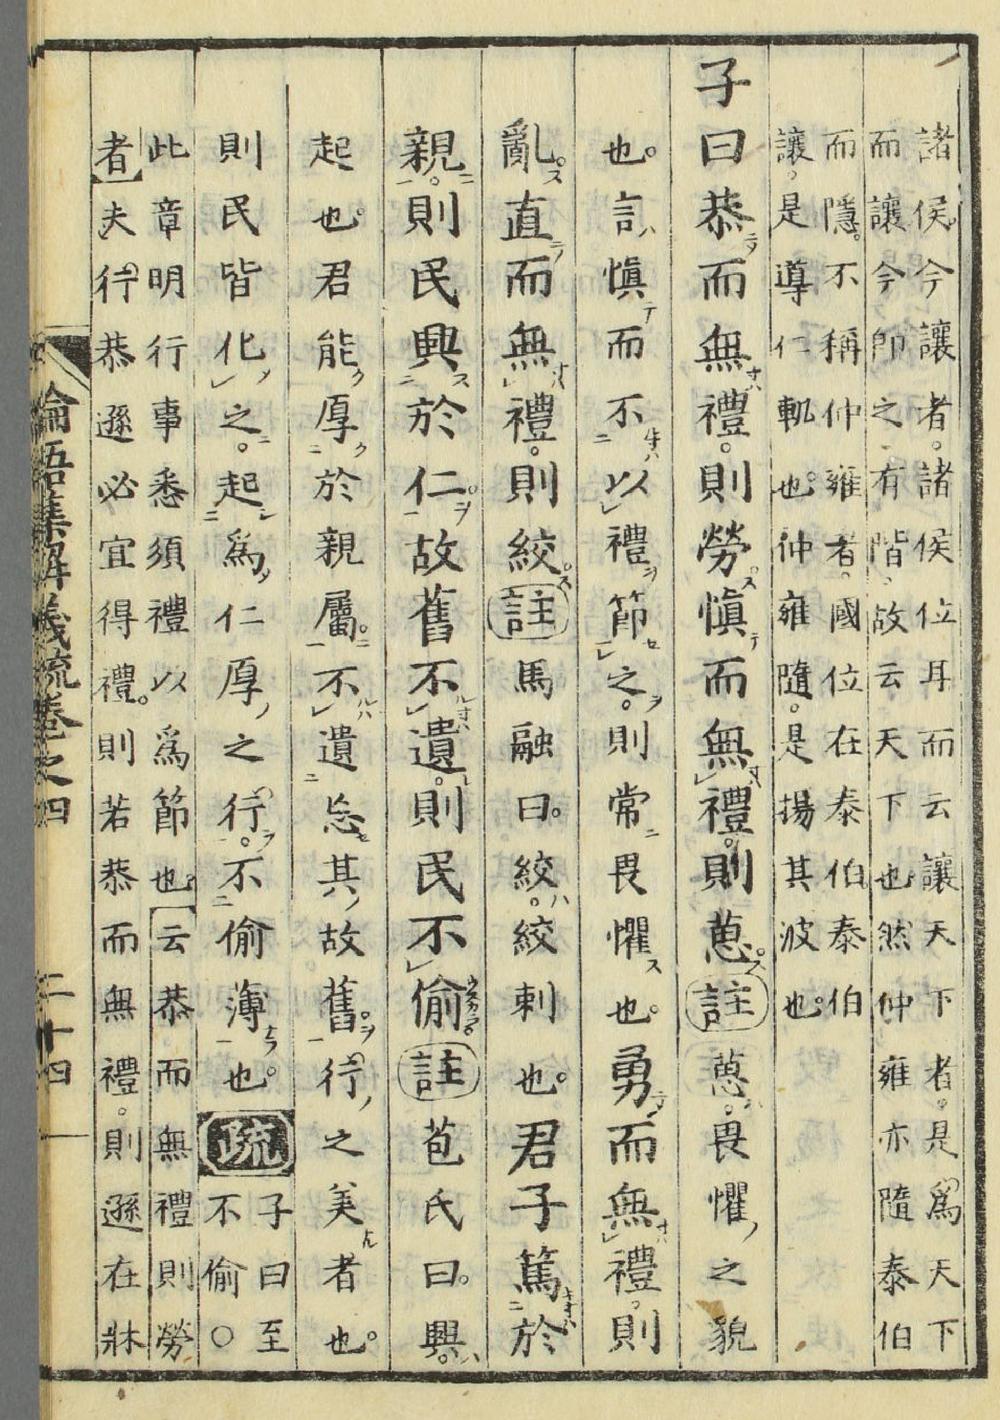 諸侯今讓者諸侯位耳而云讓天下者是爲天下
而讓今即之有階故云天下也然仲雍亦隨泰伯
而隱不稱仲雍者國位在泰伯泰伯
讓是導仁軌也仲雍隨是揚其波也
子曰恭而無禮則勞愼而無禮則葸註葸畏懼之貌
也言愼而不以禮節之則常畏懼也勇而無禮則
亂直而無禮則絞註馬融曰絞絞刺也君子篤於
親則民興於仁故舊不遺則民不偷註苞氏曰興
起也君能厚於親屬不遺忘其故舊行之美者也
則民皆化之起爲仁厚之行不偷薄也疏子曰至
不偷〇
此章明行事悉須禮以爲節也云恭而無禮則勞
者夫行恭遜必宜得禮則若恭而無禮則遜在牀
論語集解義疏卷之四
二十四